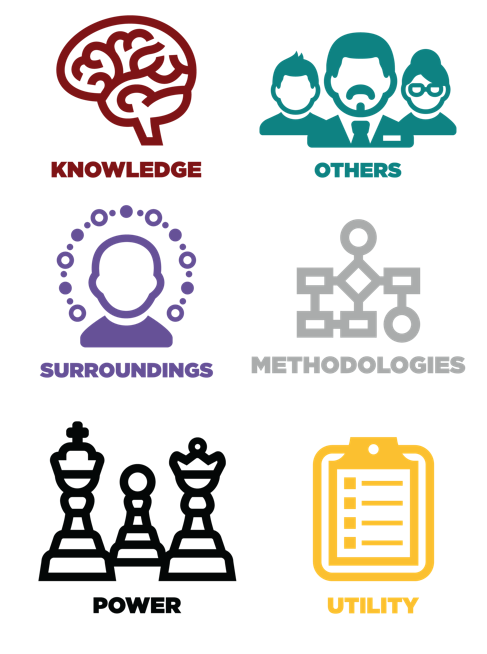 KNOWLEDGE
OTHERS
SURROUNDINGS
METHODOLOGIES
POWER
UTILITY